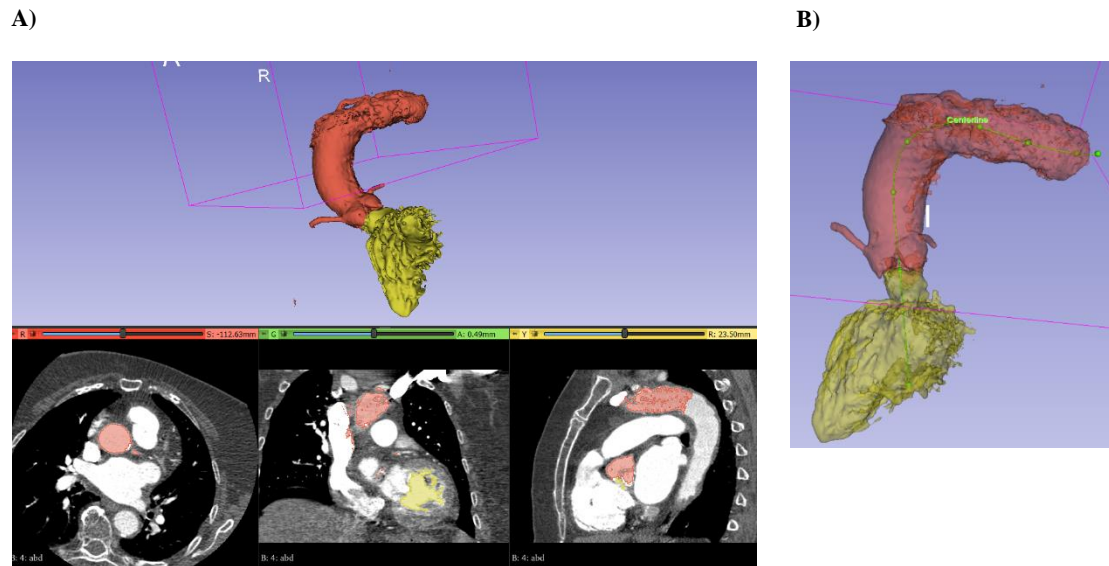 A)
B)
R
Centerline
R
S: -112.63mm
G
A: 0.49mm
Y
R: 23.50mm
B: 4: abd
B: 4: abd
B: 4: abd